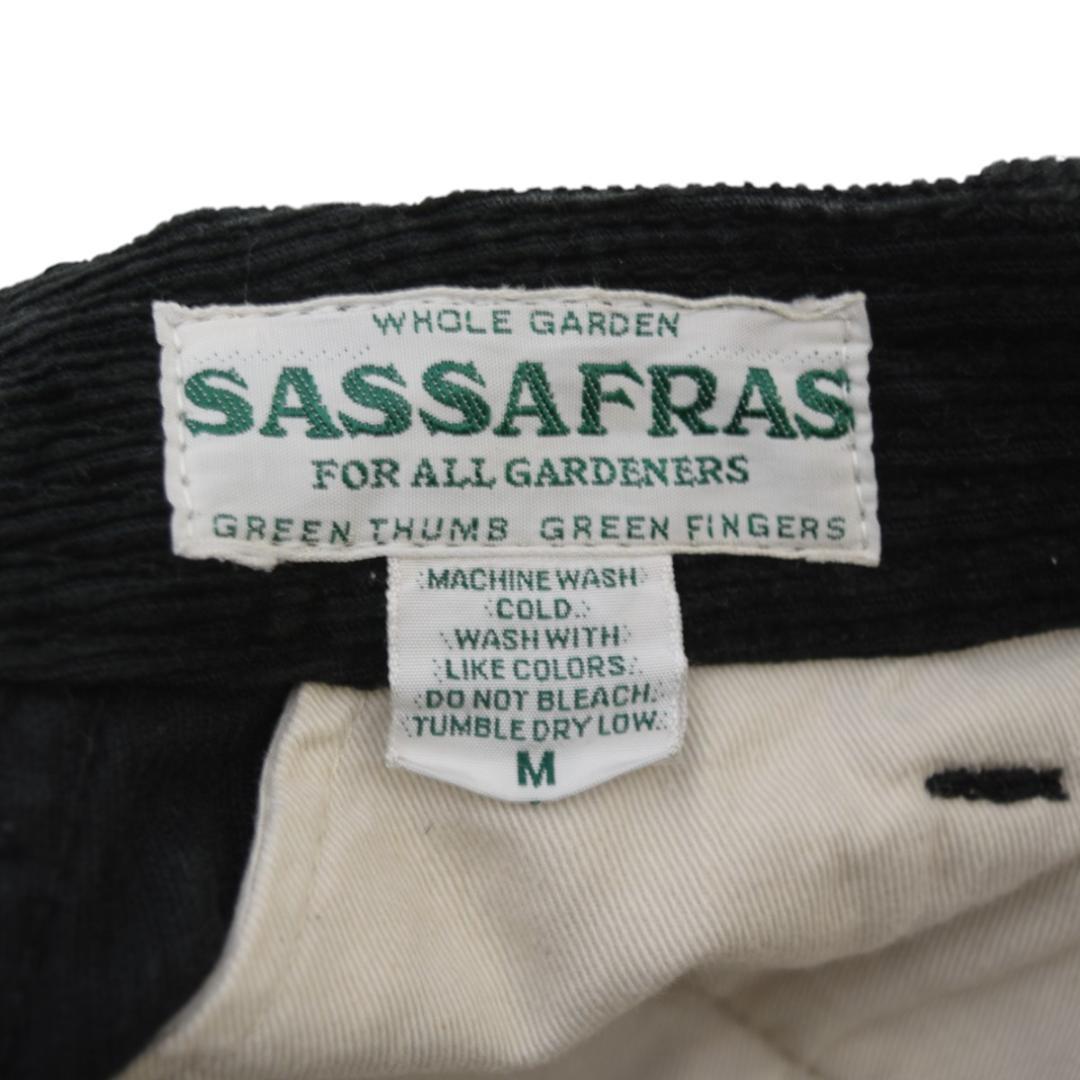 WHOLE GARDEN
SASSAFRAS
FOR ALL GARDENERS
GREEN THUMB GREEN FINGERS
MACHINE WASH
COLD.
WASH WITH
LIKE COLORS.
DO NOT BLEACH.
TUMBLE DRY LOW.
M